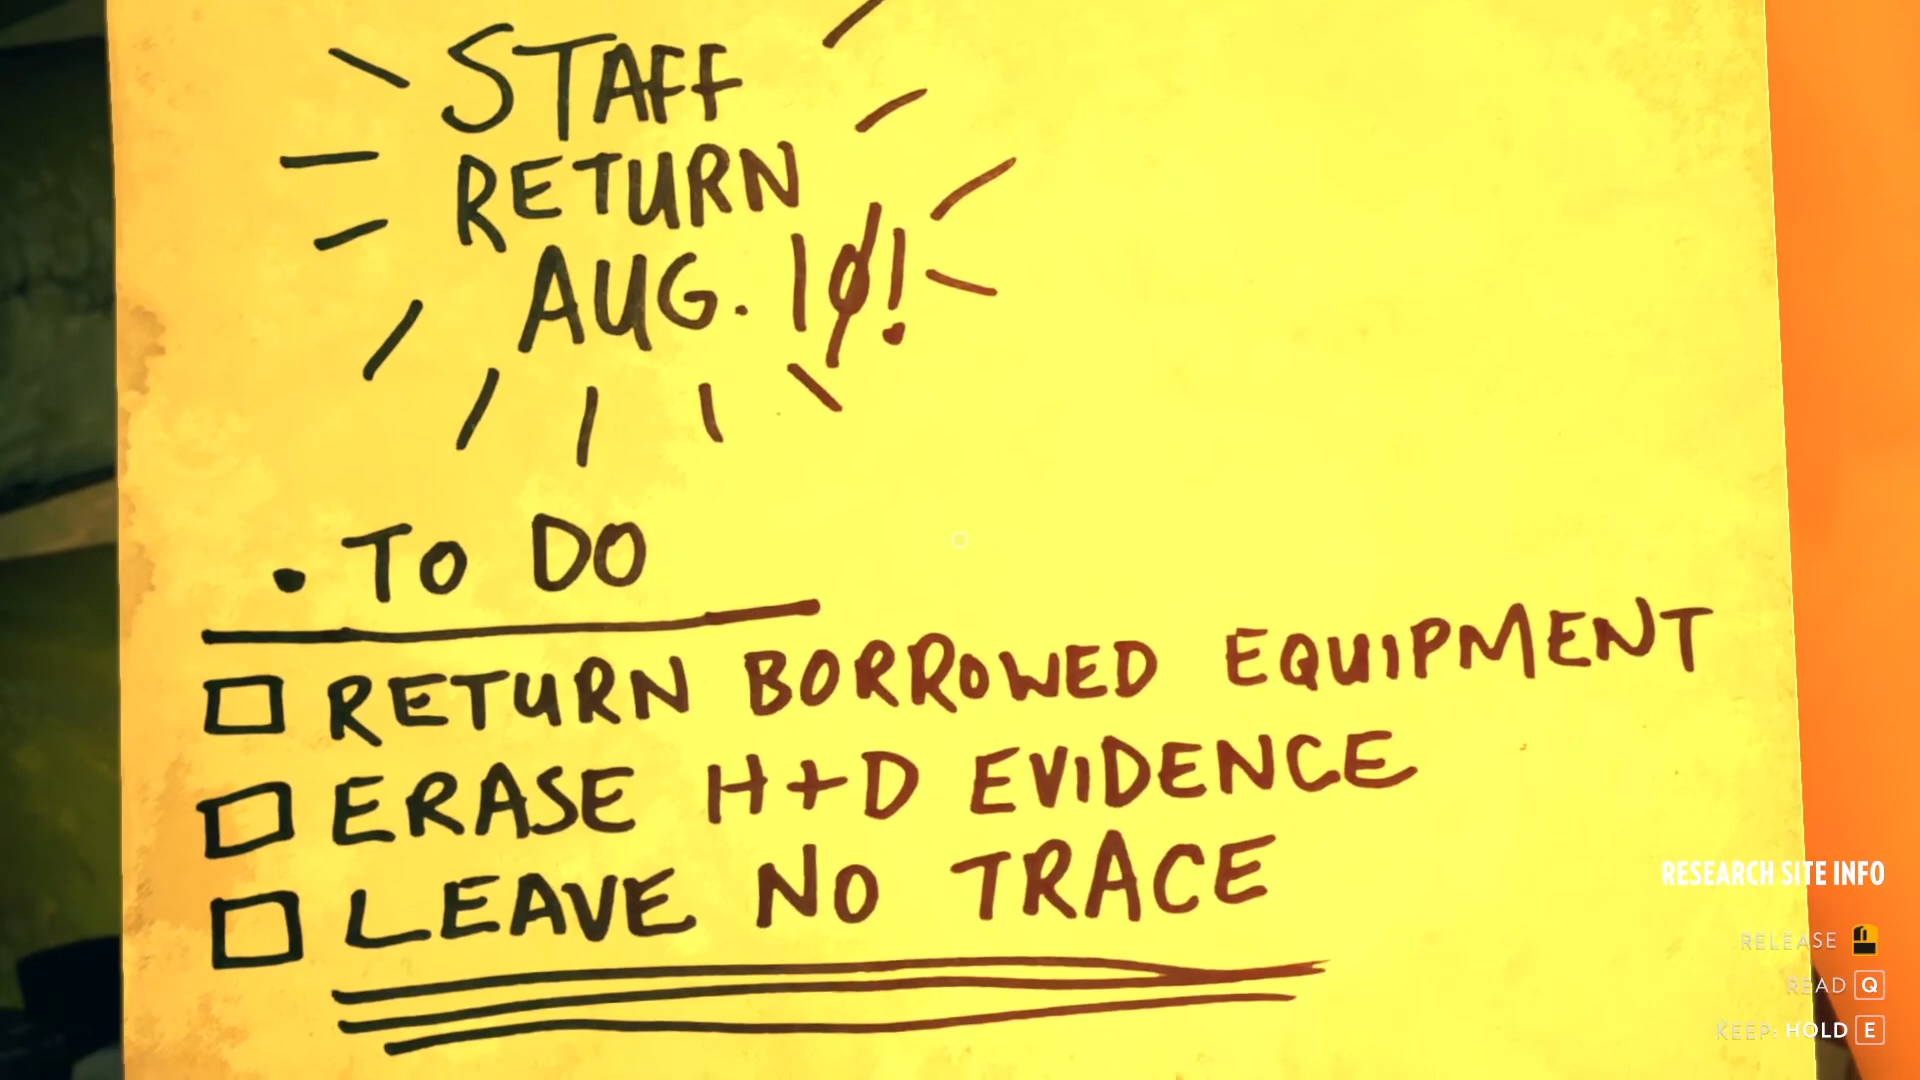 STAFF
RETURN
AUG. 10!
• TO DO
RETURN BORROWED EQUIPMENT
ERASE H+D EVIDENCE
LEAVE NO TRACE
RESEARCH SITE INFO
RELEASE
READ Q
KEEP: HOLD E